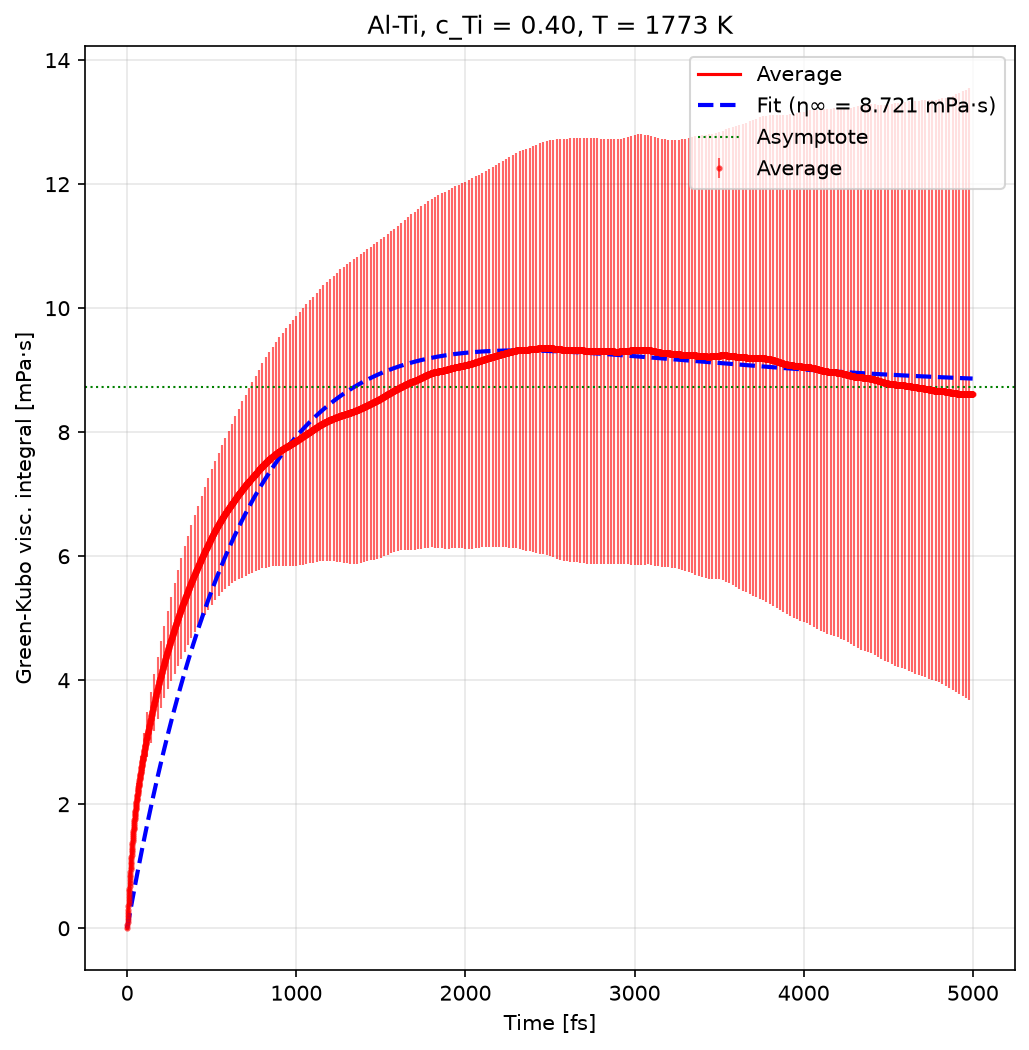 Al-Ti, c_Ti = 0.40, T = 1773 K
Average
Fit (η∞ = 8.721 mPa·s)
Asymptote
Average
Green-Kubo visc. integral [mPa·s]
14
12
10
8
6
4
2
0
0 1000 2000 3000 4000 5000
Time [fs]